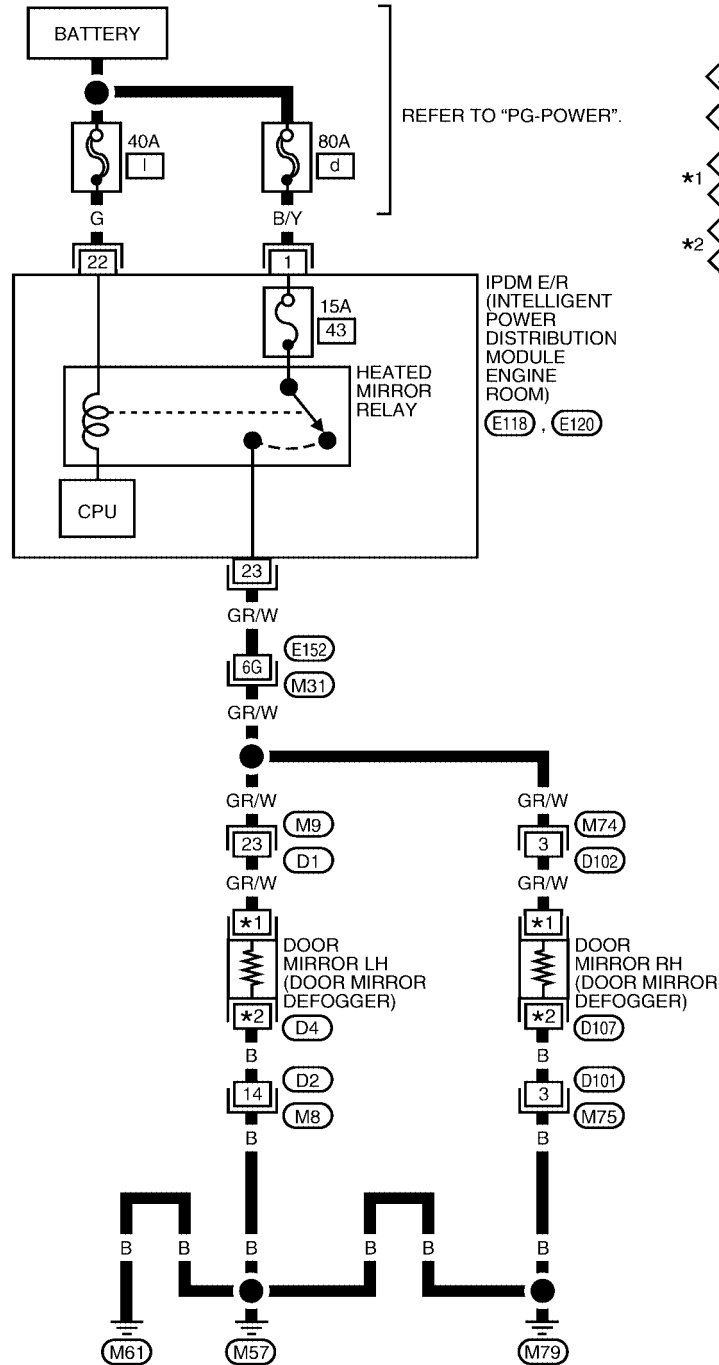 BATTERY
REFER TO “PG-POWER”.
40A
I
80A
d
*1
*2
G
B/Y
22
1
IPDM E/R
(INTELLIGENT
POWER
DISTRIBUTION
MODULE
ENGINE
ROOM)
E118 , E120
15A
43
HEATED
MIRROR
RELAY
CPU
23
GR/W
6G
E152
M31
GR/W
GR/W
GR/W
23
M9
D1
3
M74
D102
GR/W
GR/W
*1
*1
DOOR
MIRROR LH
(DOOR MIRROR
DEFOGGER)
DOOR
MIRROR RH
(DOOR MIRROR
DEFOGGER)
*2
D4
*2
D107
B
B
14
D2
M8
3
D101
M75
B
B
B
B
B
B
B
B
M61
M57
M79